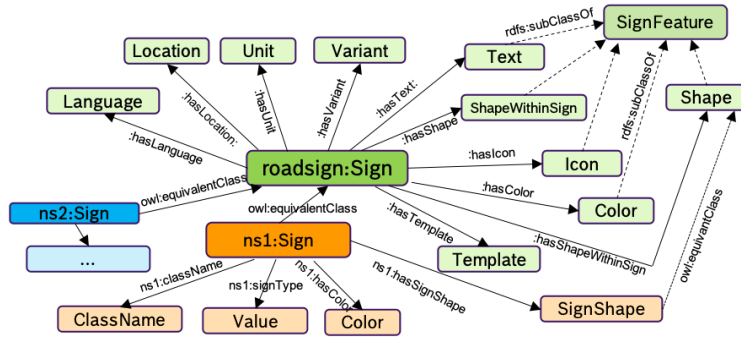 rdfs:subClassOf
SignFeature
Location
Unit
Variant
Text
Language
:hasLocation:
:hasUnit
:hasVariant
:hasText:
rdfs:subClassOf
Shape
ShapeWithinSign
:hasShape
:hasLanguage
roadsign:Sign
:hasIcon
Icon
owl:equivalentClass
:hasColor
Color
ns2:Sign
owl:equivalentClass
:hasTemplate
:hasShapeWithinSign
owl:equivantClass
ns1:Sign
...
Template
ns1:className
ns1:signType
ns1:hasColor
ns1:hasSignShape
ClassName
Value
Color
SignShape